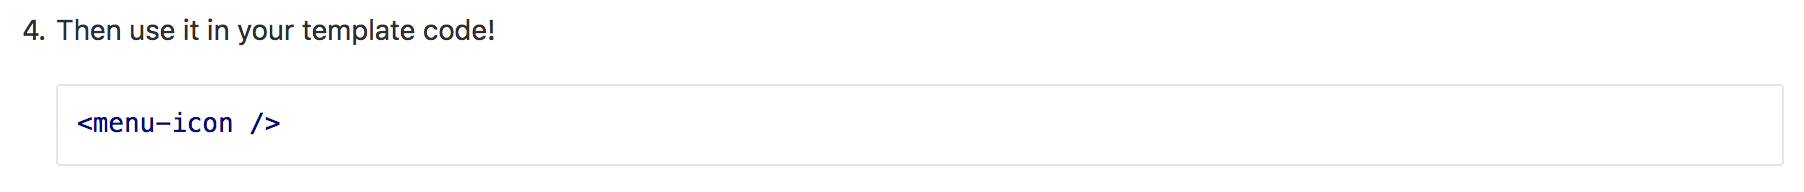 4. Then use it in your template code!
<menu-icon />